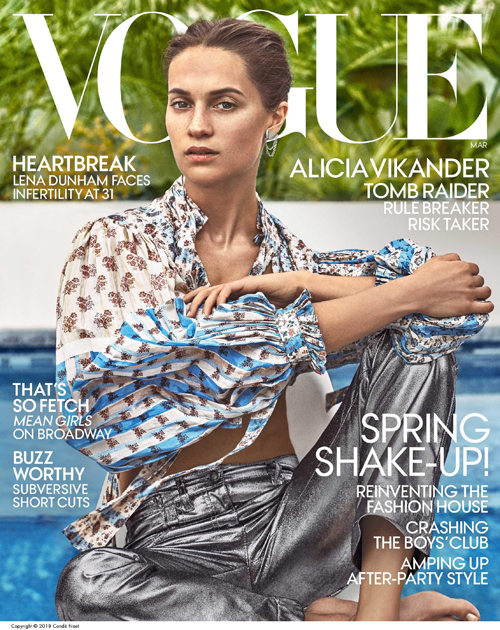 VOGUE
MAR
HEARTBREAK
LENA DUNHAM FACES
INFERTILITY AT 31
ALICIA VIKANDER
TOMB RAIDER
RULE BREAKER
RISK TAKER
THAT'S
SO FETCH
MEAN GIRLS
ON BROADWAY
BUZZ
WORTHY
SUBVERSIVE
SHORT CUTS
SPRING
SHAKE-UP!
REINVENTING THE
FASHION HOUSE
CRASHING
THE BOYS' CLUB
AMPING UP
AFTER-PARTY STYLE
Copyright © 2018 Condé Nast